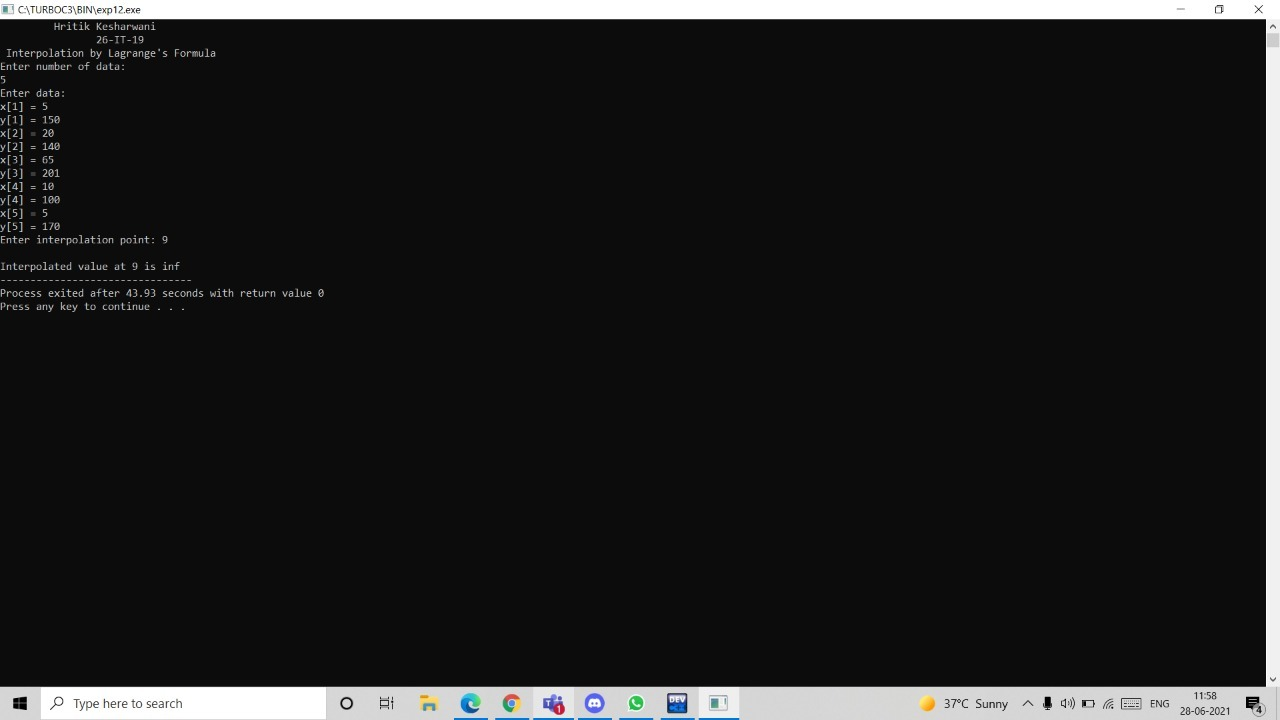 C:\TURBOC3\BIN\exp12.exe
Hritik Kesharwani
26-IT-19
Interpolation by Lagrange's Formula
Enter number of data:
5
Enter data:
x[1] = 5
y[1] = 150
x[2] = 20
y[2] = 140
x[3] = 65
y[3] = 201
x[4] = 10
y[4] = 100
x[5] = 5
y[5] = 170
Enter interpolation point: 9
Interpolated value at 9 is inf
--------------------------------
Process exited after 43.93 seconds with return value 0
Press any key to continue . . .
Type here to search
1
DEV
37°C Sunny
ENG
11:58
28-06-2021
4